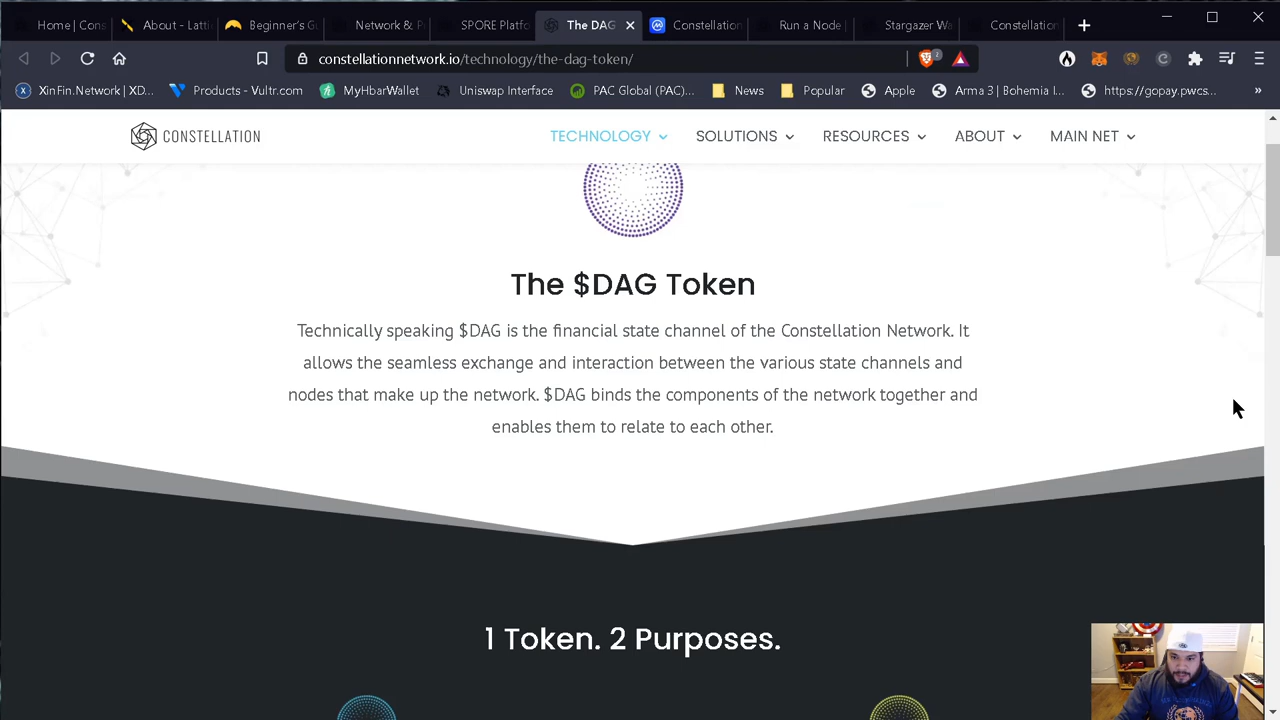 Home | Cons
About - Latti
Beginner's Gu
Network & P
SPORE Platfo
The DAG
Constellation
Run a Node
Stargazer Wa
Constellation
constellationnetwork.io/technology/the-dag-token/
XinFin.Network | XD...
Products - Vultr.com
MyHbarWallet
Uniswap Interface
PAC Global (PAC)...
News
Popular
Apple
Arma 3 | Bohemia I...
https://gopay.pwcs...
CONSTELLATION
TECHNOLOGY
SOLUTIONS
RESOURCES
ABOUT
MAIN NET
The $DAG Token
Technically speaking $DAG is the financial state channel of the Constellation Network. It
allows the seamless exchange and interaction between the various state channels and
nodes that make up the network. $DAG binds the components of the network together and
enables them to relate to each other.
1 Token. 2 Purposes.